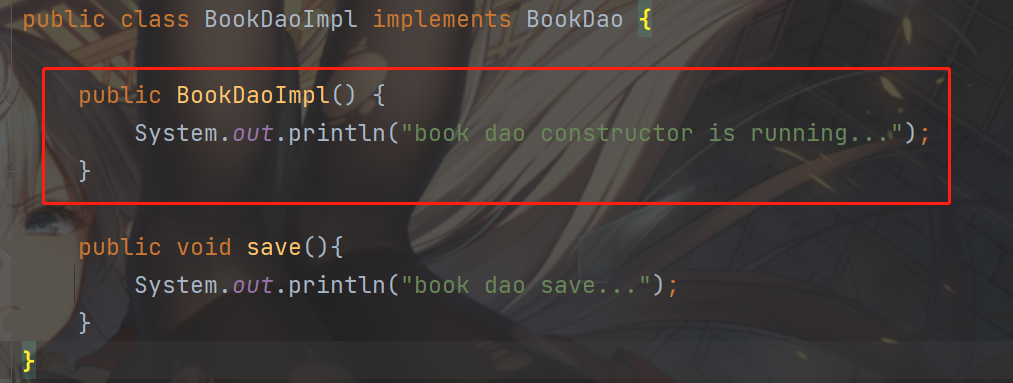 public class BookDaoImpl implements BookDao {
public BookDaoImpl() {
System.out.println("book dao constructor is running...");
}
public void save(){
System.out.println("book dao save...");
}
}